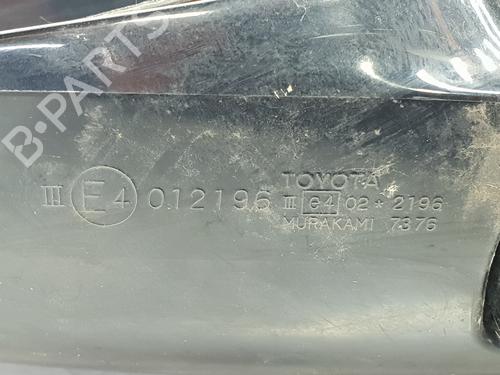 B-PARTS
III E4 012196
TOYOTA
III e4 02 * 2196
MURAKAMI 7376